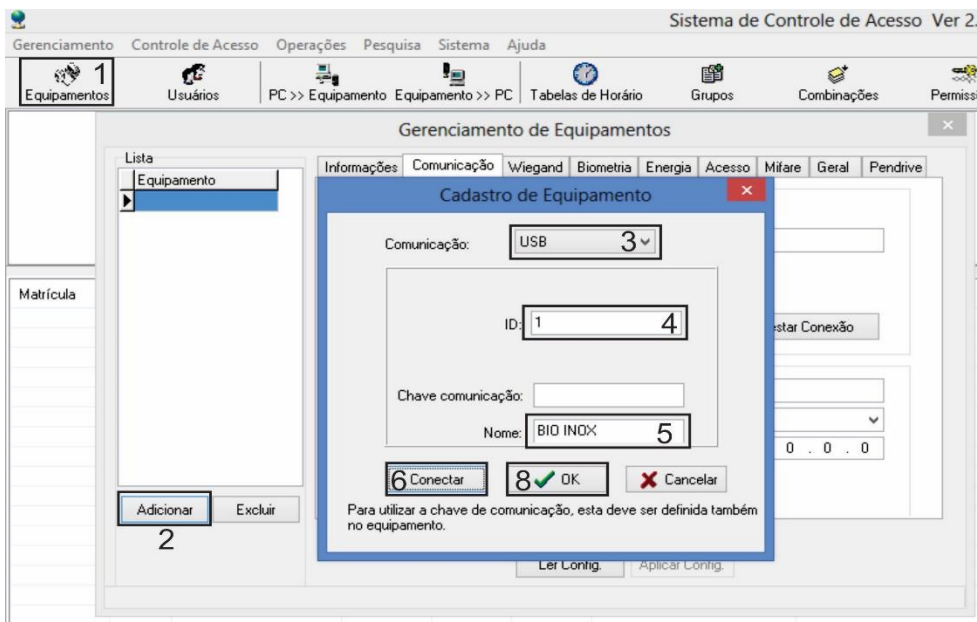 Sistema de Controle de Acesso Ver 2.
Gerenciamento Controle de Acesso Operações Pesquisa Sistema Ajuda
1
Equipamentos Usuários PC >> Equipamento Equipamento >> PC Tabelas de Horário Grupos Combinações Permiss
Gerenciamento de Equipamentos
Lista
Equipamento
Informações Comunicação Wiegand Biometria Energia Acesso Mifare Geral Pendrive
Cadastro de Equipamento
Comunicação: USB 3
Matrícula
ID: 1 4
estar Conexão
Chave comunicação:
Nome: BIO INOX 5
0 . 0 . 0
6 Conectar 8 OK Cancelar
Adicionar Excluir
2
Para utilizar a chave de comunicação, esta deve ser definida também
no equipamento.
Ler Config. Aplicar Config.